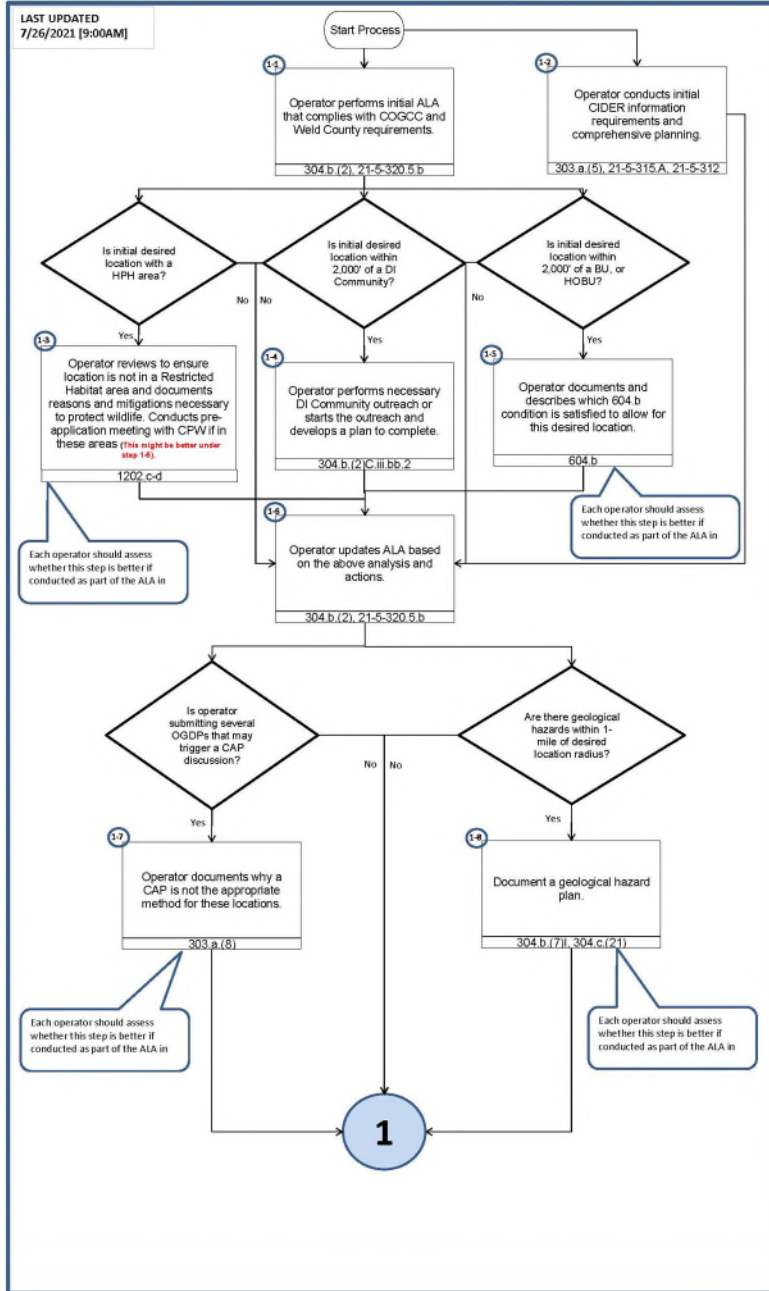 LAST UPDATED
7/26/2021 [9:00AM]
Start Process
1-1
Operator performs initial ALA
that complies with COGCC and
Weld County requirements.
304.b.(2), 21-5-320.5.b
1-2
Operator conducts initial
CIDER information
requirements and
comprehensive planning.
303.a.(5), 21-5-315.A, 21-5-312
Is initial desired
location with a
HPH area?
Is initial desired
location within
2,000' of a DI
Community?
Is initial desired
location within
2,000' of a BU, or
HOBU?
No
No
No
Yes
Yes
Yes
1-3
Operator reviews to ensure
location is not in a Restricted
Habitat area and documents
reasons and mitigations necessary
to protect wildlife. Conducts pre-
application meeting with CPW if in
these areas (This might be better under
step 1-6).
1202.c-d
1-4
Operator performs necessary
DI Community outreach or
starts the outreach and
develops a plan to complete.
304.b.(2)C.iii.bb.2
1-5
Operator documents and
describes which 604.b
condition is satisfied to allow for
this desired location.
604.b
Each operator should assess
whether this step is better if
conducted as part of the ALA in
Each operator should assess
whether this step is better if
conducted as part of the ALA in
1-6
Operator updates ALA based
on the above analysis and
actions.
304.b.(2), 21-5-320.5.b
Is operator
submitting several
OGDPs that may
trigger a CAP
discussion?
Are there geological
hazards within 1-
mile of desired
location radius?
No
No
Yes
Yes
1-7
Operator documents why a
CAP is not the appropriate
method for these locations.
303.a.(8)
1-8
Document a geological hazard
plan.
304.b.(7)I, 304.c.(21)
Each operator should assess
whether this step is better if
conducted as part of the ALA in
Each operator should assess
whether this step is better if
conducted as part of the ALA in
1